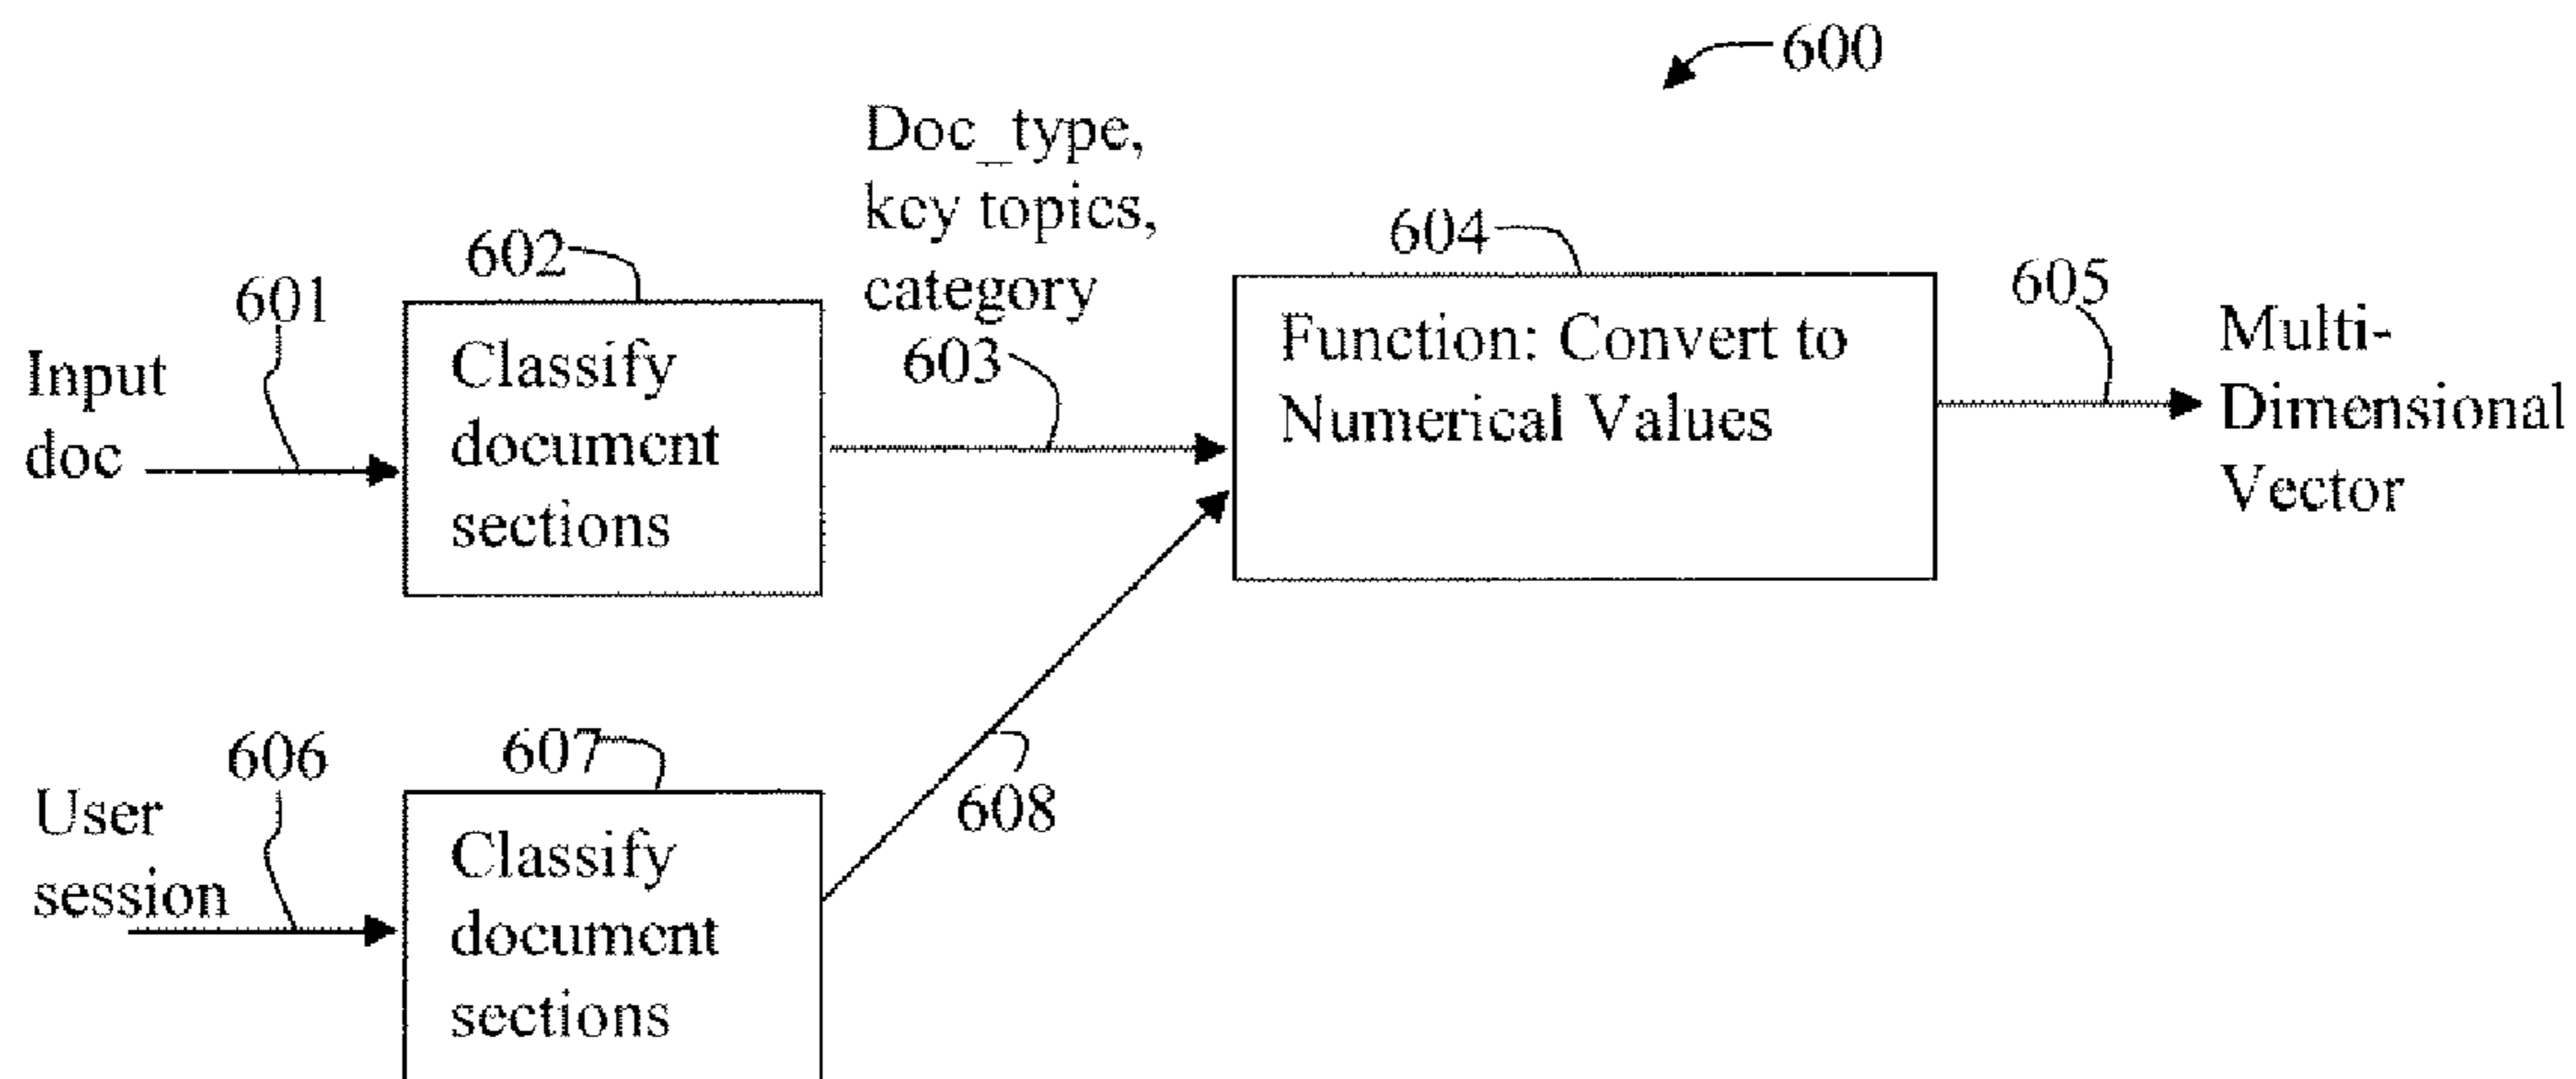 600
Doc_type,
key topics,
category
603
601
Input
doc
602
Classify
document
sections
604
Function: Convert to
Numerical Values
605
Multi-
Dimensional
Vector
606
User
session
607
Classify
document
sections
608